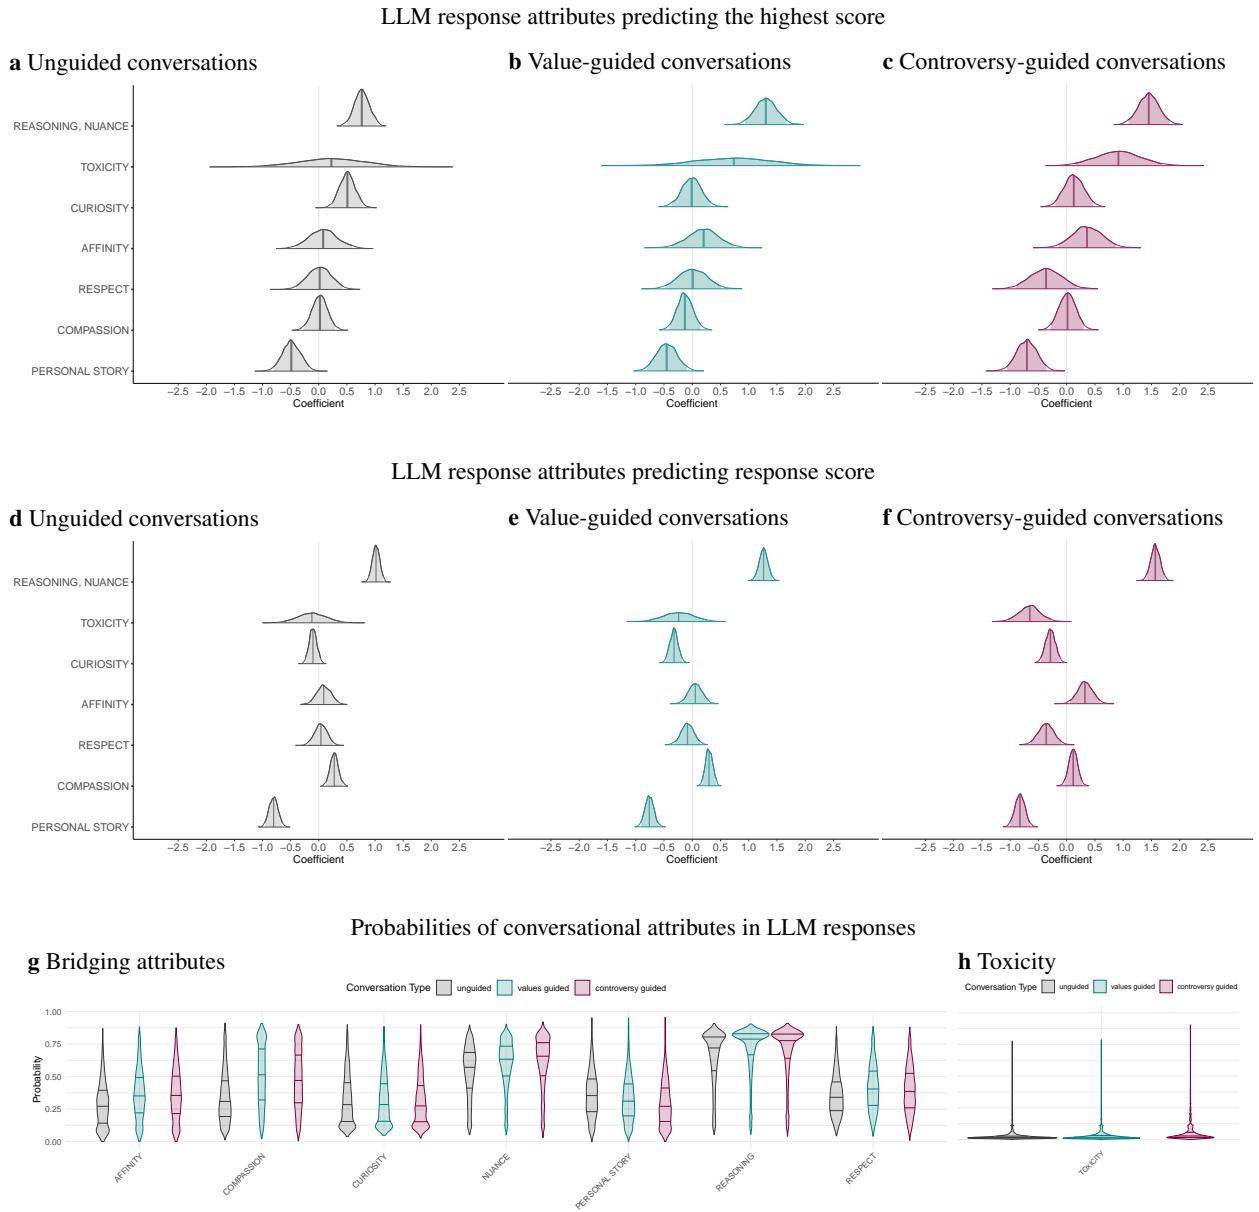 LLM response attributes predicting the highest score
a Unguided conversations
b Value-guided conversations
c Controversy-guided conversations
REASONING, NUANCE
TOXICITY
CURIOSITY
AFFINITY
RESPECT
COMPASSION
PERSONAL STORY
−2.5 −2.0 −1.5 −1.0 −0.5 0.0 0.5 1.0 1.5 2.0 2.5
Coefficient
−2.5 −2.0 −1.5 −1.0 −0.5 0.0 0.5 1.0 1.5 2.0 2.5
Coefficient
−2.5 −2.0 −1.5 −1.0 −0.5 0.0 0.5 1.0 1.5 2.0 2.5
Coefficient
LLM response attributes predicting response score
d Unguided conversations
e Value-guided conversations
f Controversy-guided conversations
REASONING, NUANCE
TOXICITY
CURIOSITY
AFFINITY
RESPECT
COMPASSION
PERSONAL STORY
−2.5 −2.0 −1.5 −1.0 −0.5 0.0 0.5 1.0 1.5 2.0 2.5
Coefficient
−2.5 −2.0 −1.5 −1.0 −0.5 0.0 0.5 1.0 1.5 2.0 2.5
Coefficient
−2.5 −2.0 −1.5 −1.0 −0.5 0.0 0.5 1.0 1.5 2.0 2.5
Coefficient
Probabilities of conversational attributes in LLM responses
g Bridging attributes
Conversation Type unguided values guided controversy guided
Probability
1.00
0.75
0.50
0.25
0.00
AFFINITY
COMPASSION
CURIOSITY
NUANCE
PERSONAL STORY
REASONING
RESPECT
h Toxicity
Conversation Type unguided values guided controversy guided
TOXICITY